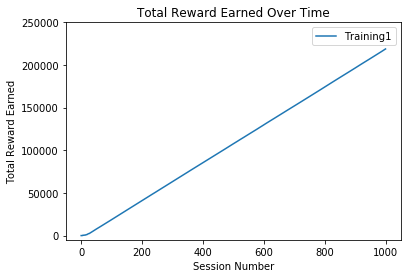 Total Reward Earned Over Time
Training1
250000
200000
150000
100000
50000
0
Total Reward Earned
0 200 400 600 800 1000
Session Number